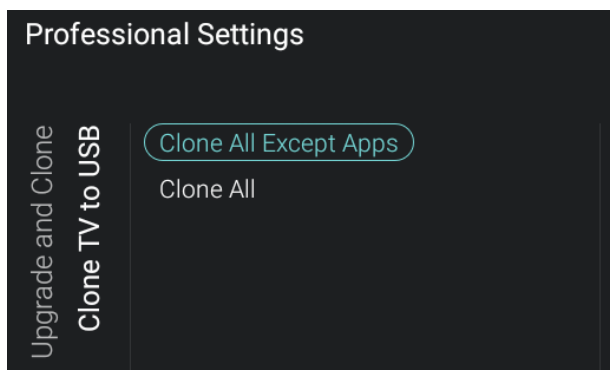 Professional Settings
Upgrade and Clone
Clone TV to USB
Clone All Except Apps
Clone All